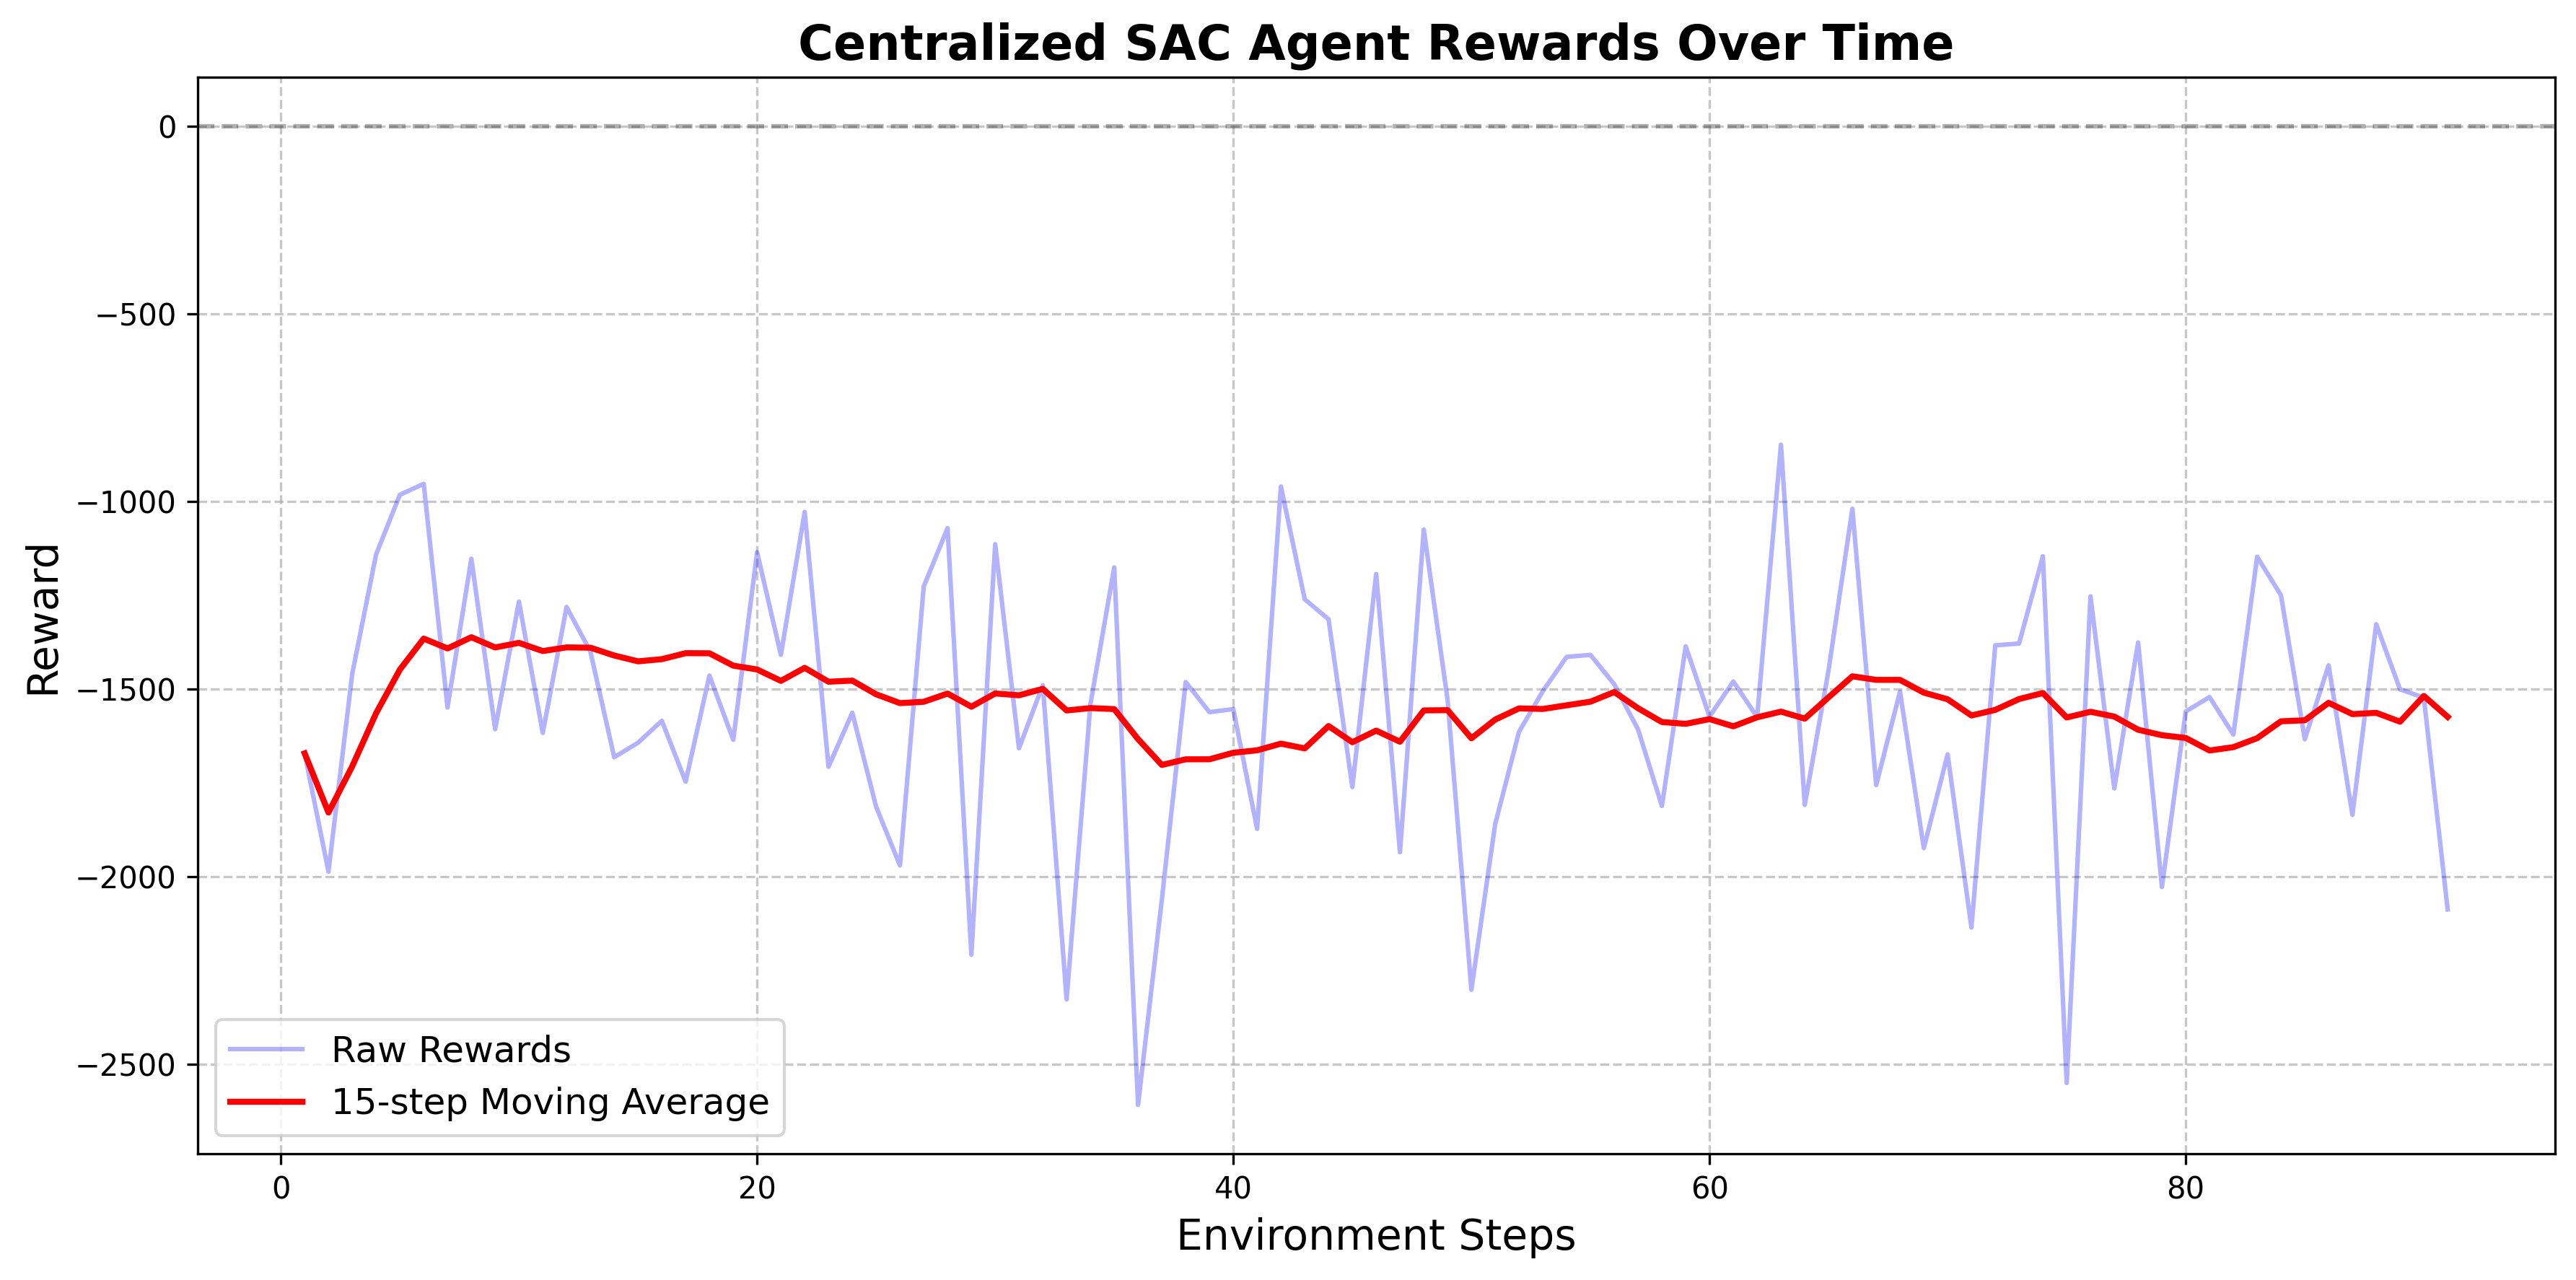 Centralized SAC Agent Rewards Over Time
0
−500
−1000
−1500
−2000
−2500
Reward
Raw Rewards
15-step Moving Average
0 20 40 60 80
Environment Steps